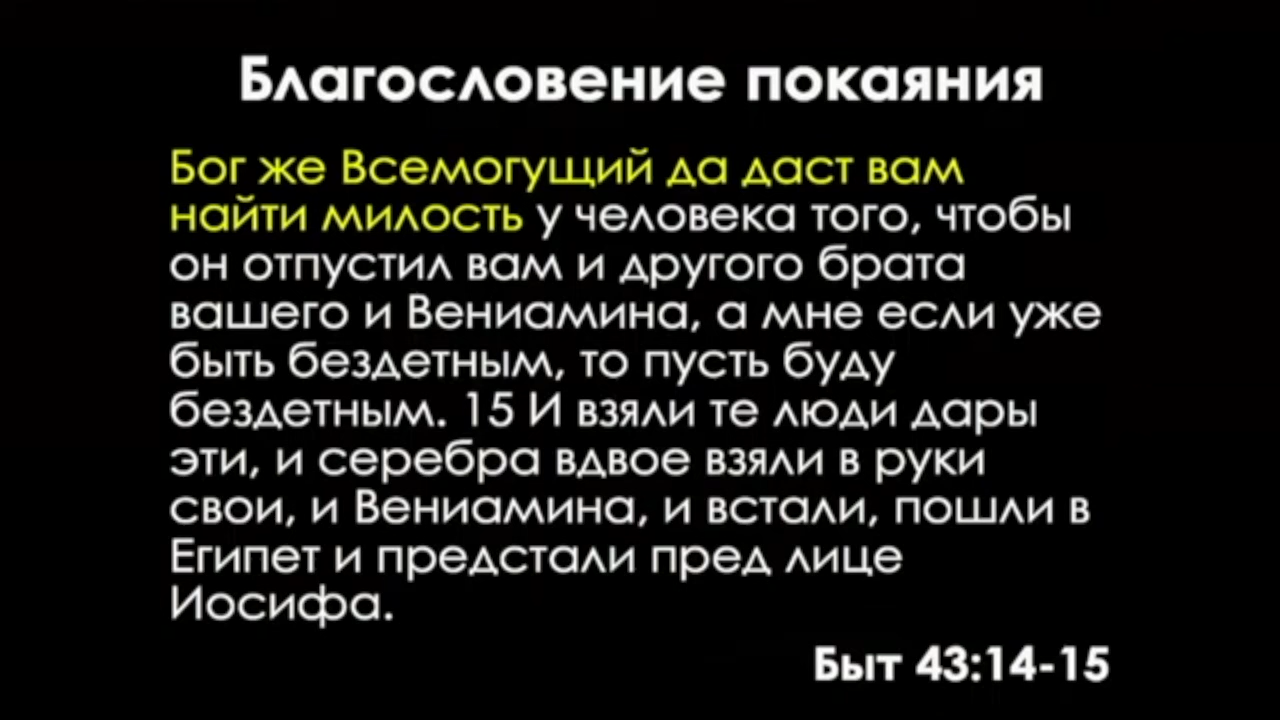 Благословение покаяния
Бог же Всемогущий да даст вам
найти милость у человека того, чтобы
он отпустил вам и другого брата
вашего и Вениамина, а мне если уже
быть бездетным, то пусть буду
бездетным. 15 И взяли те люди дары
эти, и серебра вдвое взяли в руки
свои, и Вениамина, и встали, пошли в
Египет и предстали пред лице
Иосифа.
Быт 43:14-15